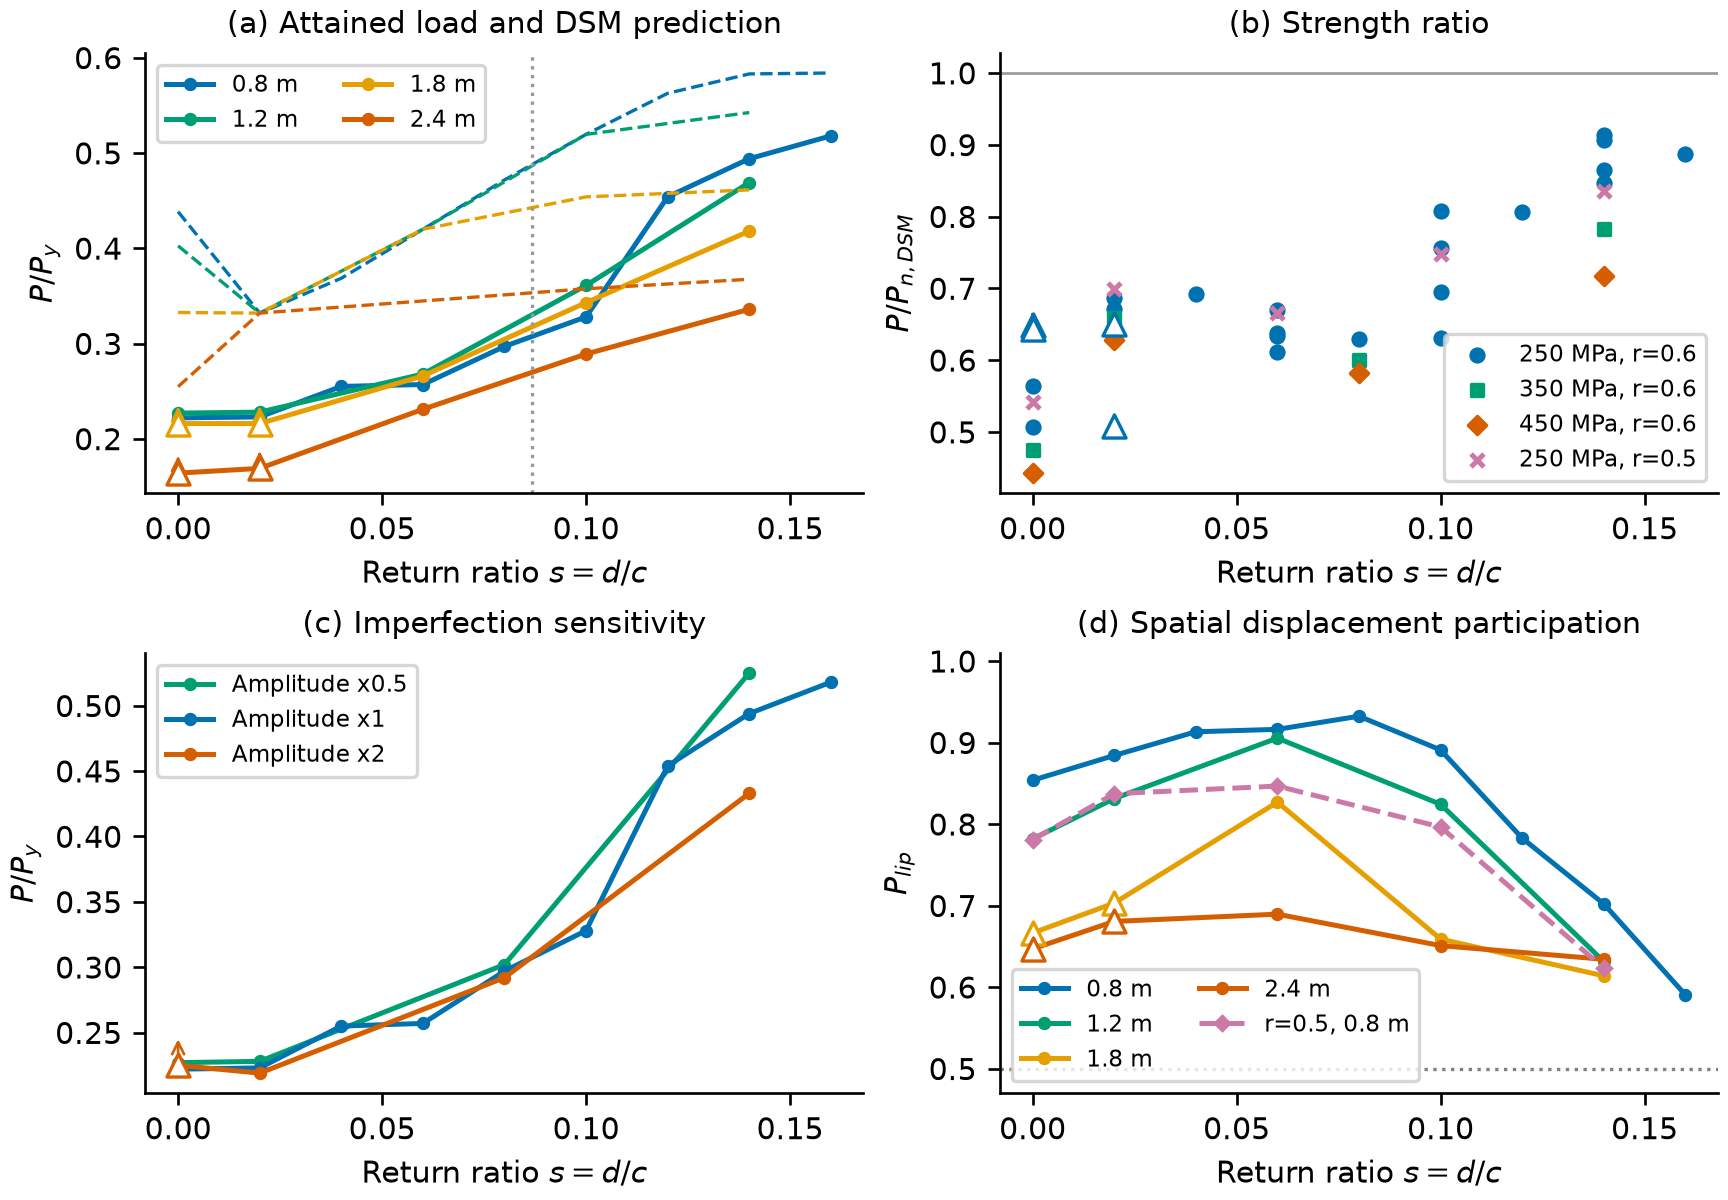 (a) Attained load and DSM prediction
0.8 m
1.2 m
1.8 m
2.4 m
P/P_y
0.6
0.5
0.4
0.3
0.2
0.00 0.05 0.10 0.15
Return ratio s = d/c
(b) Strength ratio
P/P_{n, DSM}
1.0
0.9
0.8
0.7
0.6
0.5
250 MPa, r=0.6
350 MPa, r=0.6
450 MPa, r=0.6
250 MPa, r=0.5
0.00 0.05 0.10 0.15
Return ratio s = d/c
(c) Imperfection sensitivity
Amplitude x0.5
Amplitude x1
Amplitude x2
P/P_y
0.50
0.45
0.40
0.35
0.30
0.25
0.00 0.05 0.10 0.15
Return ratio s = d/c
(d) Spatial displacement participation
P_{lip}
1.0
0.9
0.8
0.7
0.6
0.5
0.8 m
1.2 m
1.8 m
2.4 m
r=0.5, 0.8 m
0.00 0.05 0.10 0.15
Return ratio s = d/c